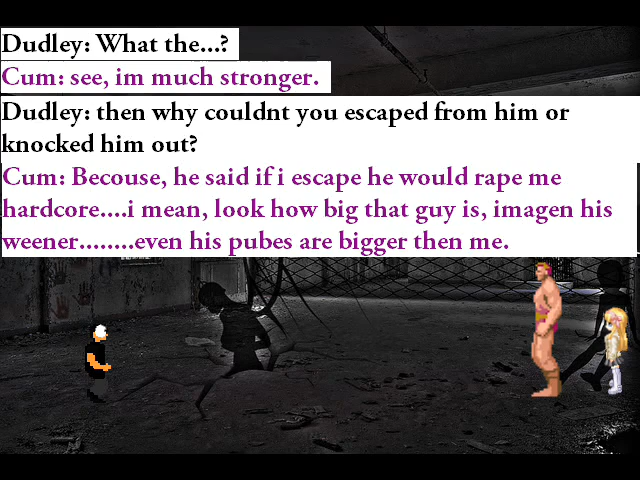 Dudley: What the...?
Cum: see, im much stronger.
Dudley: then why couldnt you escaped from him or
knocked him out?
Cum: Becouse, he said if i escape he would rape me
hardcore....i mean, look how big that guy is, imagen his
weener........even his pubes are bigger then me.